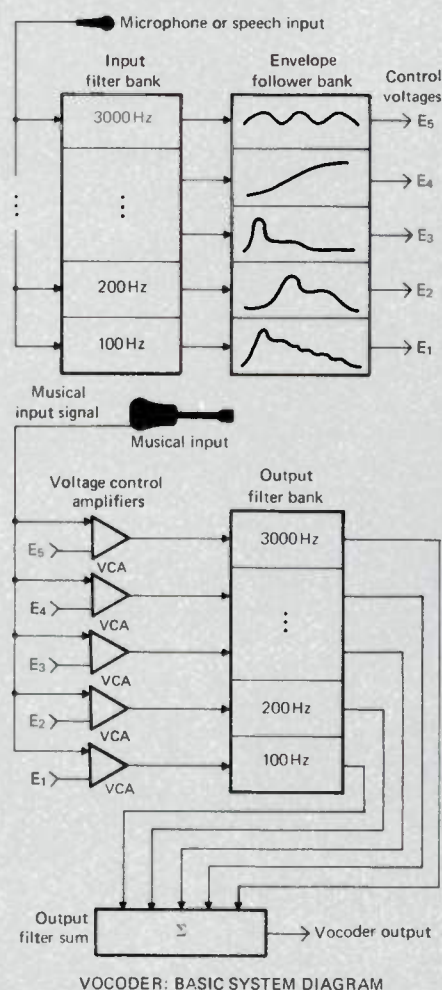 Microphone or speech input
Input
filter bank
Envelope
follower bank
Control
voltages
3000 Hz
E5
⋮
E4
⋮
E3
200 Hz
E2
100 Hz
E1
Musical
input signal
Musical input
Voltage control
amplifiers
Output
filter bank
E5
VCA
3000 Hz
E4
VCA
⋮
E3
VCA
E2
VCA
200 Hz
E1
VCA
100 Hz
Output
filter sum
Σ
Vocoder output
VOCODER: BASIC SYSTEM DIAGRAM